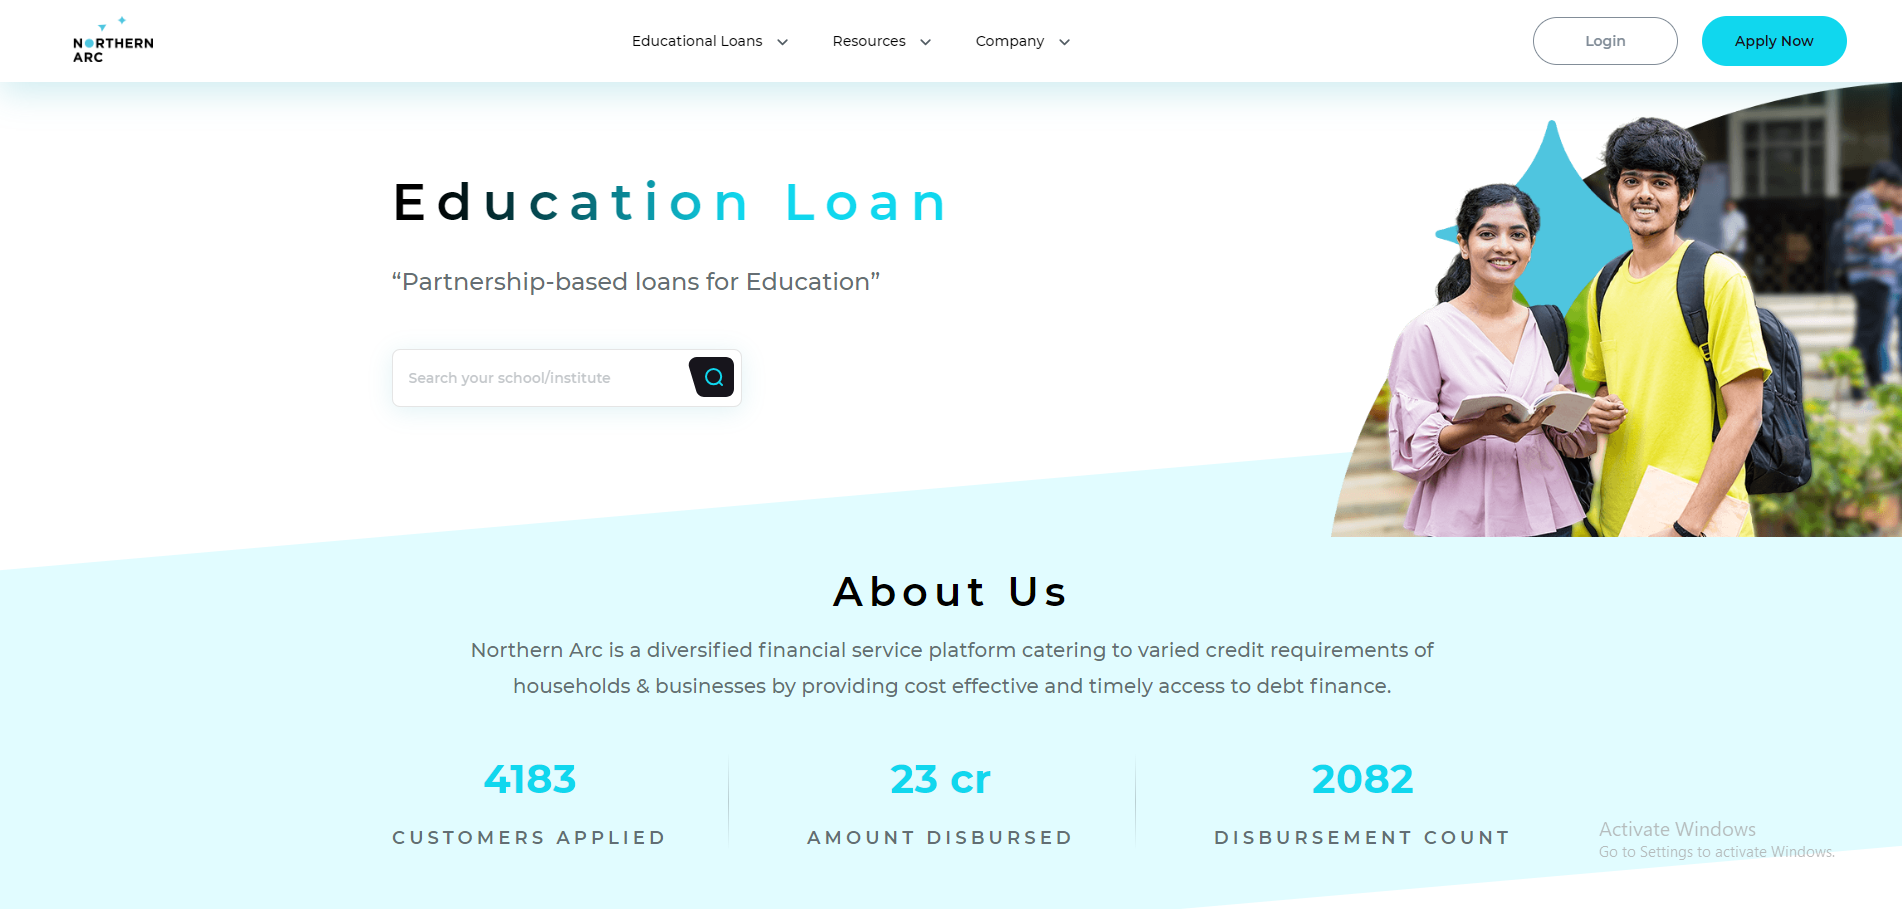 NORTHERN
ARC
Educational Loans
Resources
Company
Login
Apply Now
Education Loan
“Partnership-based loans for Education”
Search your school/institute
About Us
Northern Arc is a diversified financial service platform catering to varied credit requirements of
households & businesses by providing cost effective and timely access to debt finance.
4183
23 cr
2082
CUSTOMERS APPLIED
AMOUNT DISBURSED
DISBURSEMENT COUNT
Activate Windows
Go to Settings to activate Windows.